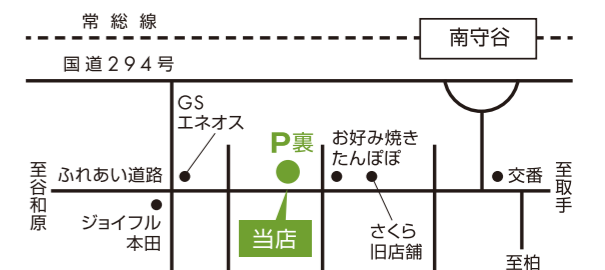 常総線
南守谷
国道294号
GS
エネオス
P裏
お好み焼き
たんぽぽ
至谷和原
ふれあい道路
交番
至取手
ジョイフル
本田
当店
さくら
旧店舗
至柏